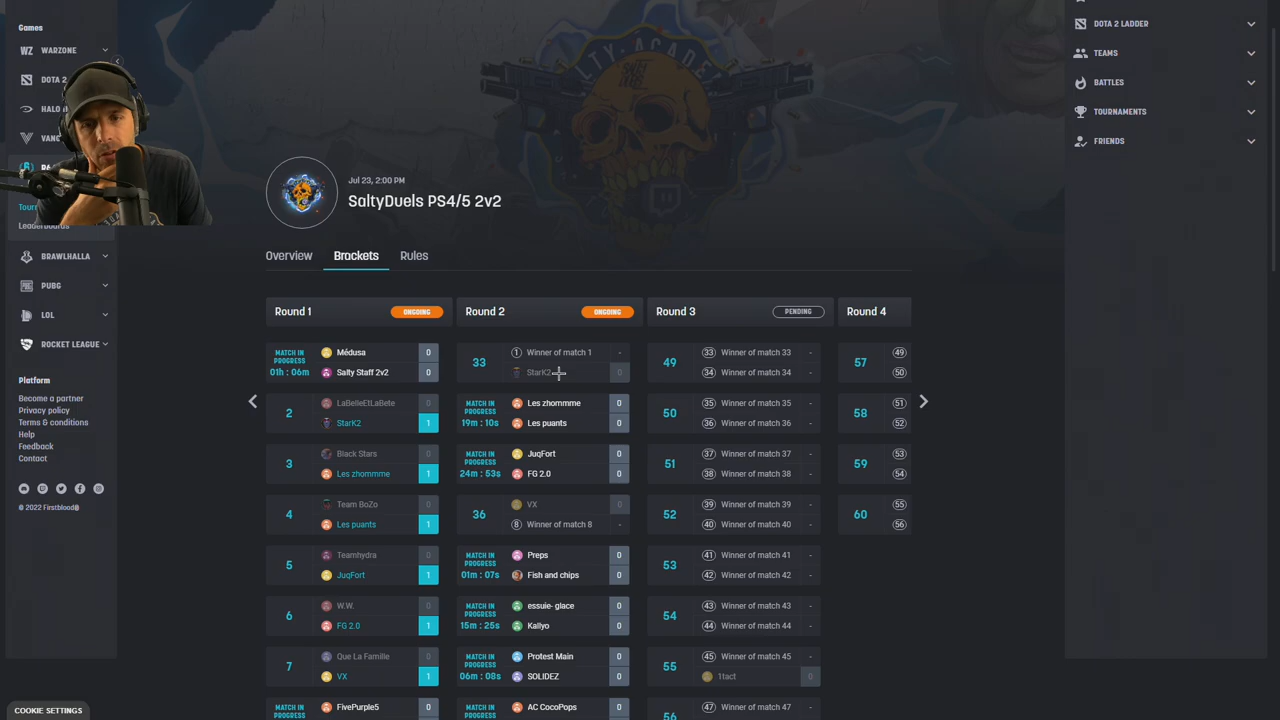 Games
WZ WARZONE
DOTA 2
HALO
VANG
R6
Tourn
Leaderboards
BRAWLHALLA
PUBG
LOL
ROCKET LEAGUE
Platform
Become a partner
Privacy policy
Terms & conditions
Help
Feedback
Contact
© 2022 Firstblood®
COOKIE SETTINGS
LTY ACADE
Jul 23, 2:00 PM
SaltyDuels PS4/5 2v2
Overview Brackets Rules
Round 1 ONGOING
MATCH IN PROGRESS 01h : 06m
Médusa 0
Salty Staff 2v2 0
2
LaBelleEtLaBete 0
StarK2 1
3
Black Stars 0
Les zhommme 1
4
Team BoZo 0
Les puants 1
5
Teamhydra 0
JuqFort 1
6
W.W. 0
FG 2.0 1
7
Que La Famille 0
VX 1
MATCH IN
FivePurple5 0
Round 2 ONGOING
33
1 Winner of match 1 -
StarK2 0
MATCH IN PROGRESS 19m : 10s
Les zhommme 0
Les puants 0
MATCH IN PROGRESS 24m : 53s
JuqFort 0
FG 2.0 0
36
VX 0
8 Winner of match 8 -
MATCH IN PROGRESS 01m : 07s
Preps 0
Fish and chips 0
MATCH IN PROGRESS 15m : 25s
essuie- glace 0
Kallyo 0
MATCH IN PROGRESS 06m : 08s
Protest Main 0
SOLIDEZ 0
MATCH IN
AC CocoPops 0
Round 3 PENDING
49
33 Winner of match 33 -
34 Winner of match 34 -
50
35 Winner of match 35 -
36 Winner of match 36 -
51
37 Winner of match 37 -
38 Winner of match 38 -
52
39 Winner of match 39 -
40 Winner of match 40 -
53
41 Winner of match 41 -
42 Winner of match 42 -
54
43 Winner of match 43 -
44 Winner of match 44 -
55
45 Winner of match 45 -
1tact 0
56
47 Winner of match 47 -
Round 4
57
49
50
58
51
52
59
53
54
60
55
56
DOTA 2 LADDER
TEAMS
BATTLES
TOURNAMENTS
FRIENDS